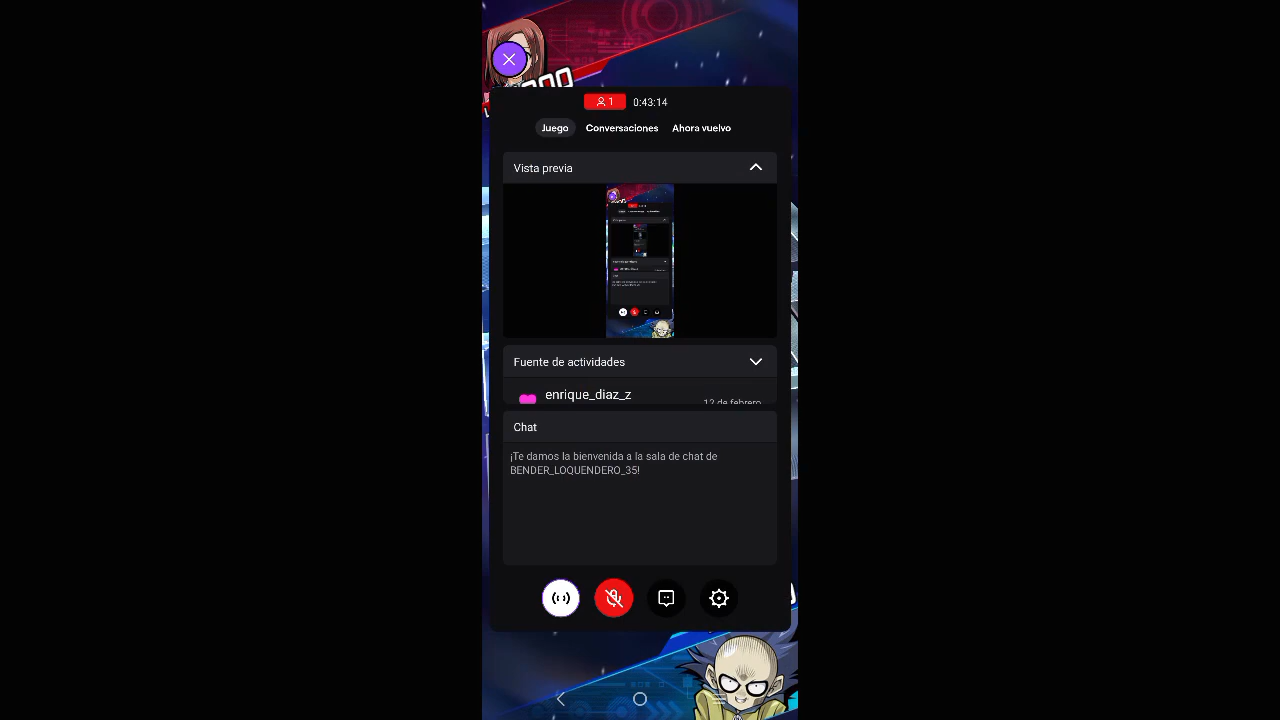 1 0:43:14
Juego Conversaciones Ahora vuelvo
Vista previa
Fuente de actividades
enrique_diaz_z
12 de febrero
Chat
¡Te damos la bienvenida a la sala de chat de
BENDER_LOQUENDERO_35!